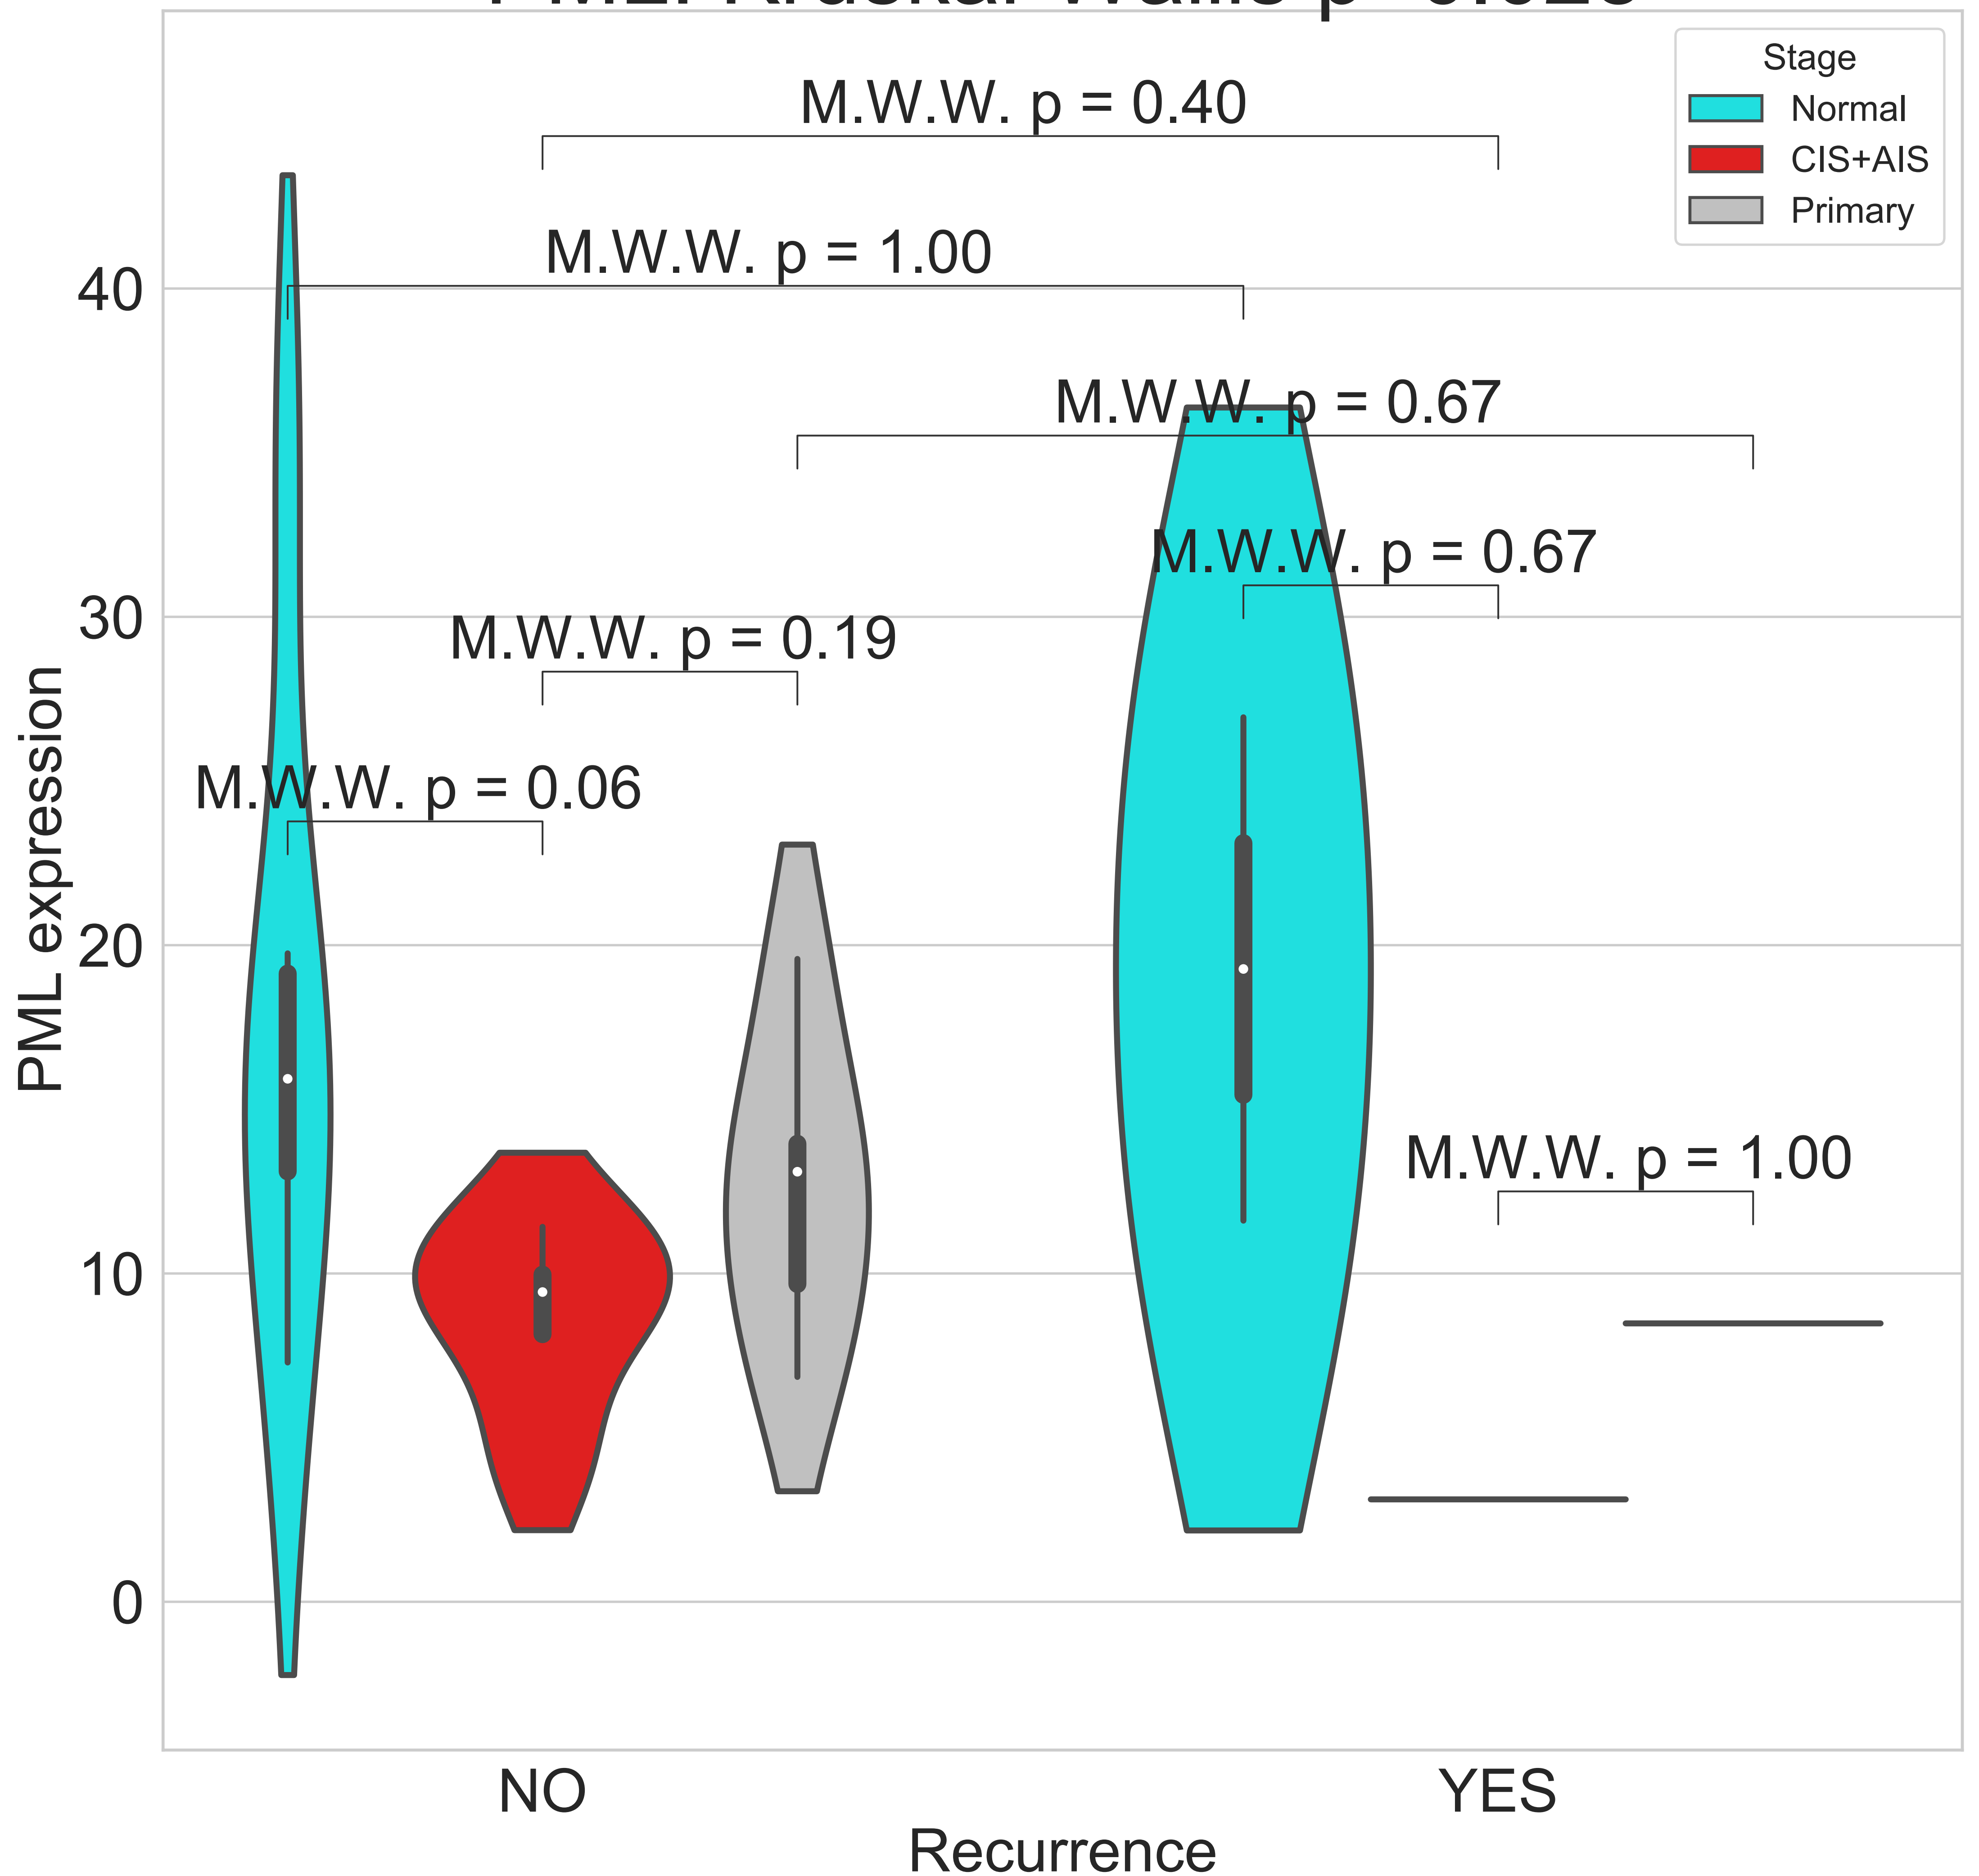 Stage
Normal
CIS+AIS
Primary
M.W.W. p = 0.40
M.W.W. p = 1.00
M.W.W. p = 0.67
M.W.W. p = 0.67
M.W.W. p = 0.19
M.W.W. p = 0.06
M.W.W. p = 1.00
PML expression
40
30
20
10
0
NO
YES
Recurrence